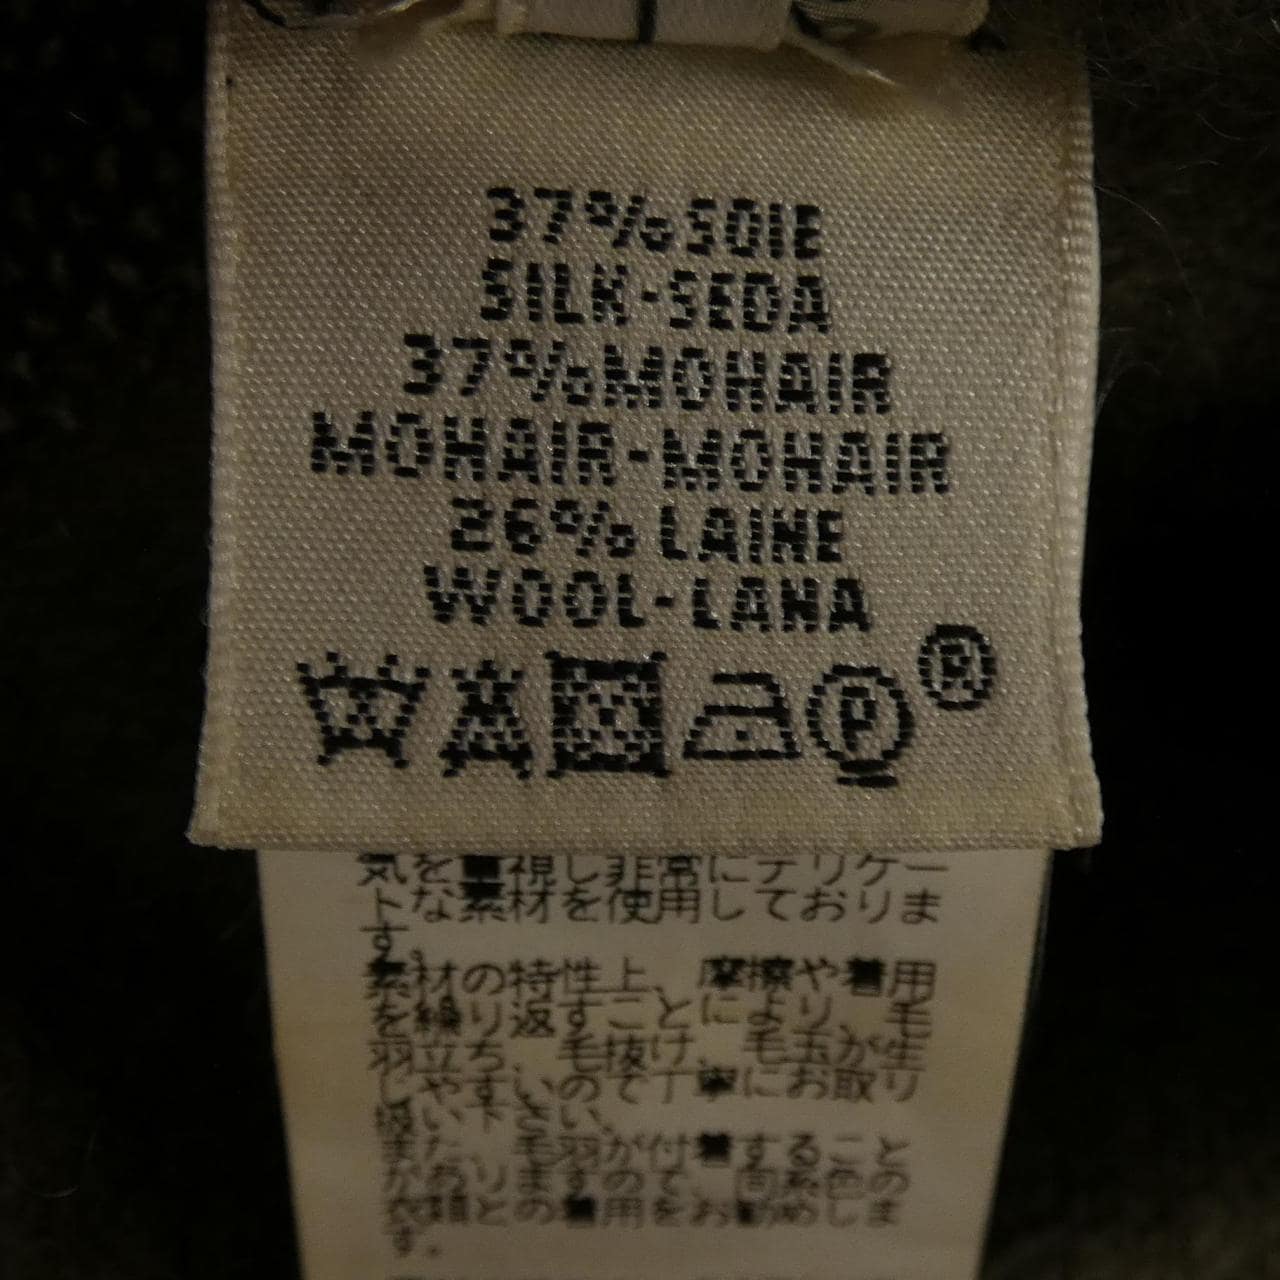 37% SOIE
SILK-SEDA
37% MOHAIR
MOHAIR-MOHAIR
26% LAINE
WOOL-LANA
P ®
気を重視し非常にデリケー
トな素材を使用しておりま
す。
素材の特性上、摩擦や着用
を繰り返すことにより、毛
羽立ち、毛抜け、毛玉が生
じやすいので丁寧にお取り
扱い下さい。
また、毛羽が付着すること
がありますので、同系色の
衣類との着用をお勧めしま
す。